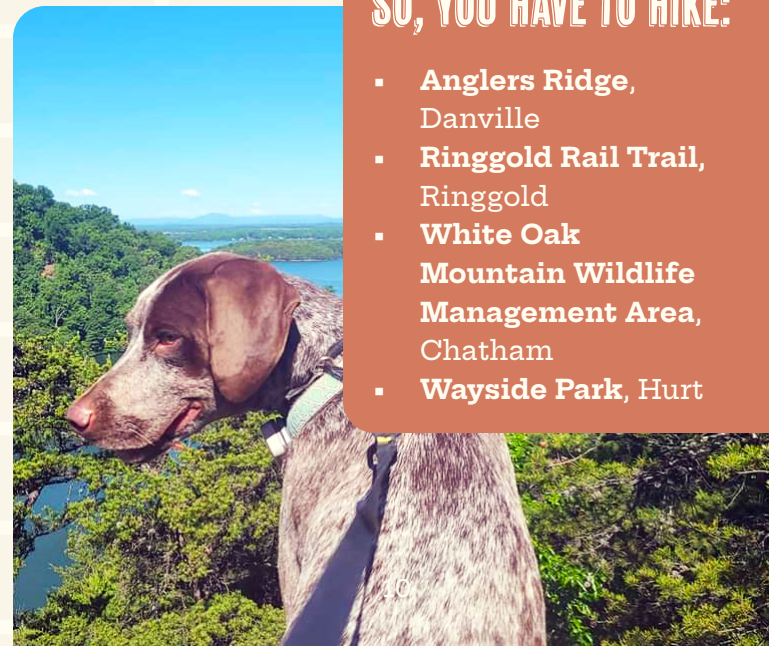 SO, YOU HAVE TO HIKE:
▪ Anglers Ridge,
Danville
▪ Ringgold Rail Trail,
Ringgold
▪ White Oak
Mountain Wildlife
Management Area,
Chatham
▪ Wayside Park, Hurt
10